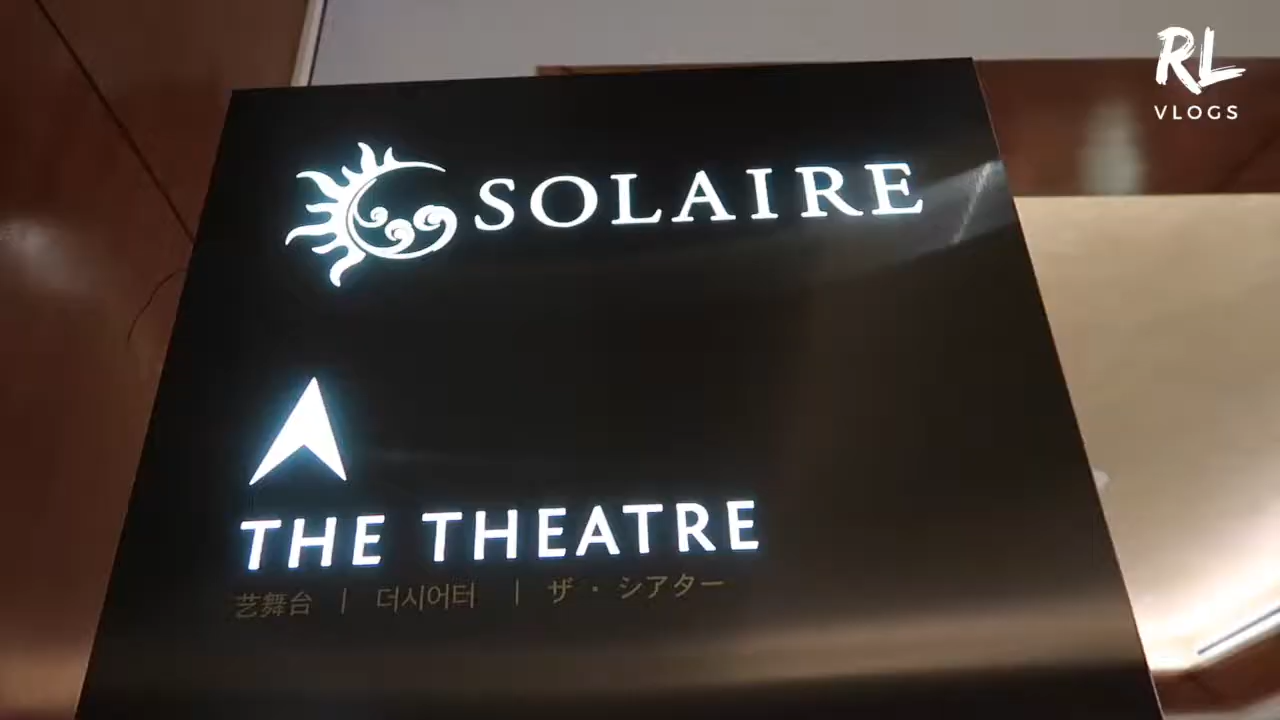 RL
VLOGS
SOLAIRE
THE THEATRE
艺舞台 | 더시어터 | ザ・シアター